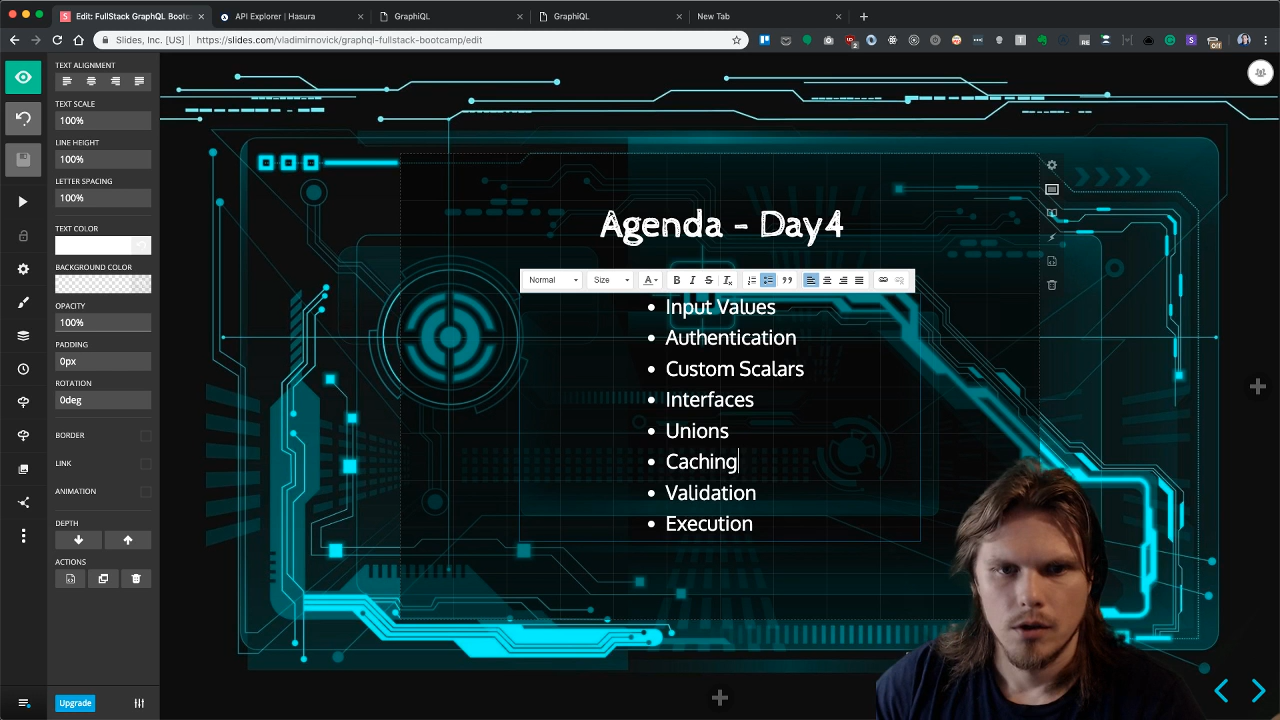 Edit: FullStack GraphQL Bootc
API Explorer | Hasura
GraphiQL
GraphiQL
New Tab
Slides, Inc. [US]
https://slides.com/vladimirnovick/graphql-fullstack-bootcamp/edit
TEXT ALIGNMENT
TEXT SCALE
100%
LINE HEIGHT
100%
LETTER SPACING
100%
TEXT COLOR
BACKGROUND COLOR
OPACITY
100%
PADDING
0px
ROTATION
0deg
BORDER
LINK
ANIMATION
DEPTH
ACTIONS
Upgrade
Agenda - Day4
Normal
Size
Input Values
Authentication
Custom Scalars
Interfaces
Unions
Caching
Validation
Execution